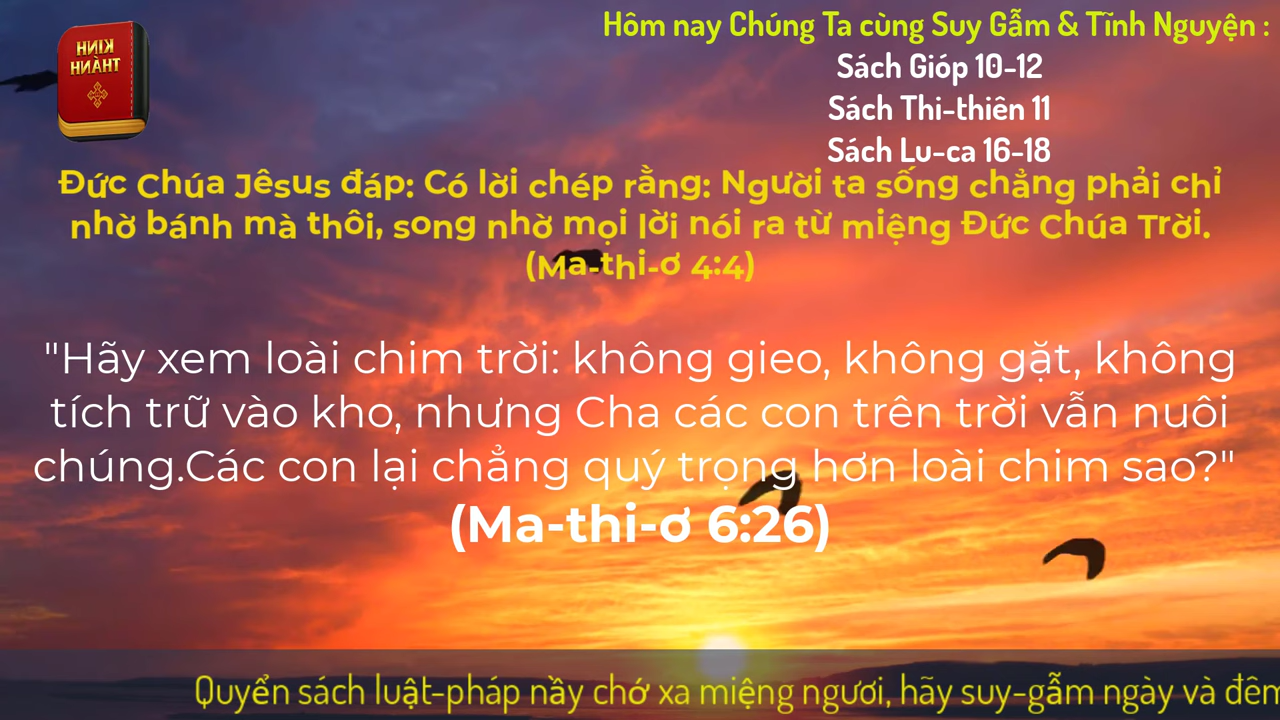 KINH
THÁNH
Hôm nay Chúng Ta cùng Suy Gẫm & Tĩnh Nguyện :
Sách Gióp 10-12
Sách Thi-thiên 11
Sách Lu-ca 16-18
Đức Chúa Jêsus đáp: Có lời chép rằng: Người ta sống chẳng phải chỉ
nhờ bánh mà thôi, song nhờ mọi lời nói ra từ miệng Đức Chúa Trời.
(Ma-thi-ơ 4:4)
"Hãy xem loài chim trời: không gieo, không gặt, không
tích trữ vào kho, nhưng Cha các con trên trời vẫn nuôi
chúng.Các con lại chẳng quý trọng hơn loài chim sao?"
(Ma-thi-ơ 6:26)
Quyển sách luật-pháp nầy chớ xa miệng ngươi, hãy suy-gẫm ngày và đêm